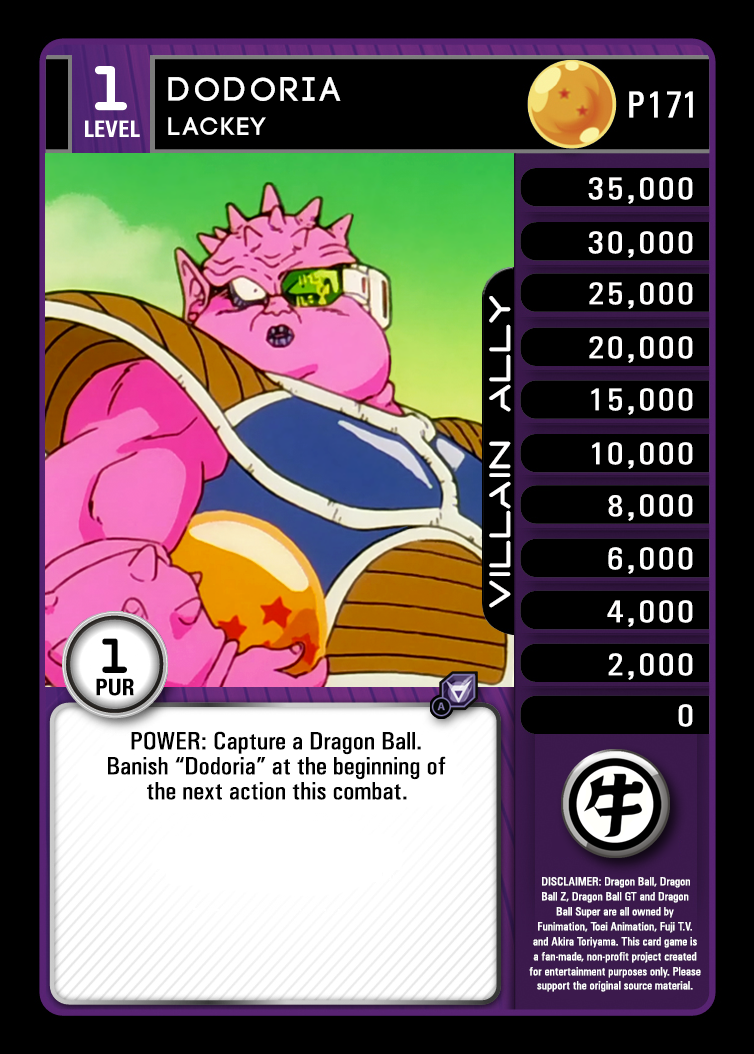 1
LEVEL
DODORIA
LACKEY
P171
35,000
30,000
25,000
20,000
15,000
10,000
8,000
6,000
4,000
2,000
0
VILLAIN ALLY
1
PUR
A
POWER: Capture a Dragon Ball.
Banish “Dodoria” at the beginning of
the next action this combat.
牛
DISCLAIMER: Dragon Ball, Dragon
Ball Z, Dragon Ball GT and Dragon
Ball Super are all owned by
Funimation, Toei Animation, Fuji T.V.
and Akira Toriyama. This card game is
a fan-made, non-profit project created
for entertainment purposes only. Please
support the original source material.